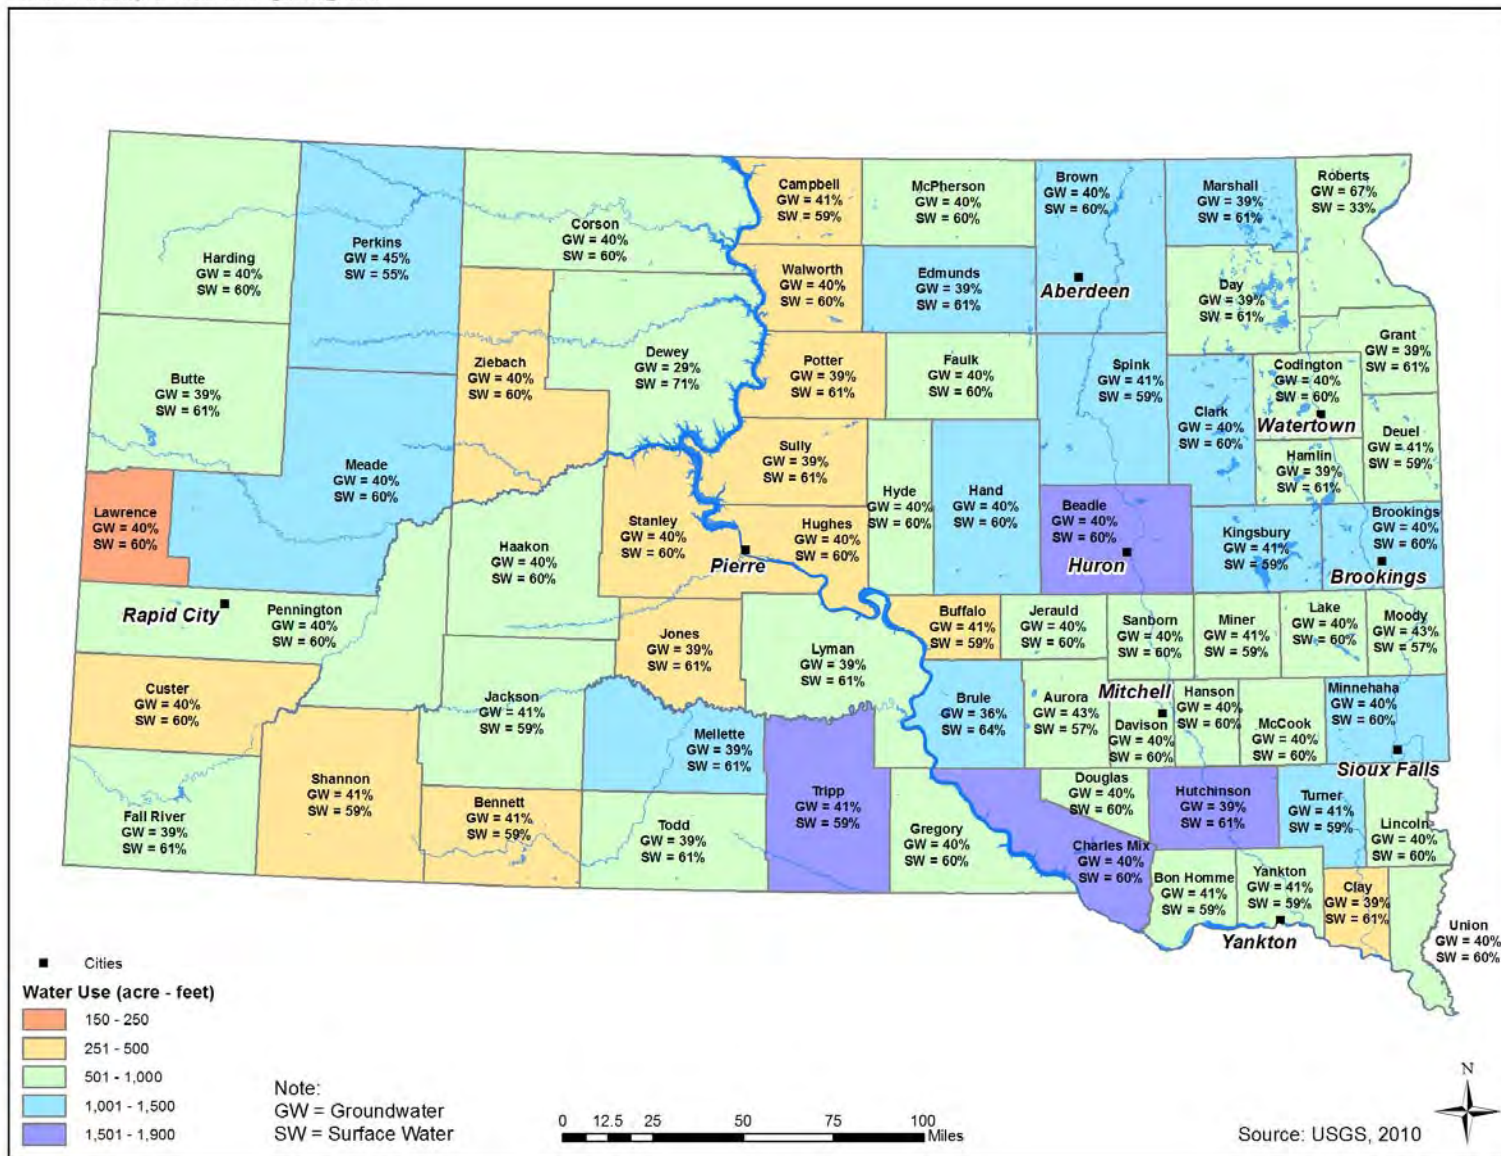 Campbell
GW = 41%
SW = 59%
McPherson
GW = 40%
SW = 60%
Brown
GW = 40%
SW = 60%
Marshall
GW = 39%
SW = 61%
Roberts
GW = 67%
SW = 33%
Harding
GW = 40%
SW = 60%
Perkins
GW = 45%
SW = 55%
Corson
GW = 40%
SW = 60%
Walworth
GW = 40%
SW = 60%
Edmunds
GW = 39%
SW = 61%
Aberdeen
Day
GW = 39%
SW = 61%
Grant
GW = 39%
SW = 61%
Butte
GW = 39%
SW = 61%
Ziebach
GW = 40%
SW = 60%
Dewey
GW = 29%
SW = 71%
Potter
GW = 39%
SW = 61%
Faulk
GW = 40%
SW = 60%
Spink
GW = 41%
SW = 59%
Codington
GW = 40%
SW = 60%
Watertown
Clark
GW = 40%
SW = 60%
Deuel
GW = 41%
SW = 59%
Hamlin
GW = 39%
SW = 61%
Meade
GW = 40%
SW = 60%
Sully
GW = 39%
SW = 61%
Hyde
GW = 40%
SW = 60%
Hand
GW = 40%
SW = 60%
Lawrence
GW = 40%
SW = 60%
Haakon
GW = 40%
SW = 60%
Stanley
GW = 40%
SW = 60%
Hughes
GW = 40%
SW = 60%
Pierre
Beadle
GW = 40%
SW = 60%
Huron
Kingsbury
GW = 41%
SW = 59%
Brookings
GW = 40%
SW = 60%
Brookings
Rapid City
Pennington
GW = 40%
SW = 60%
Jones
GW = 39%
SW = 61%
Lyman
GW = 39%
SW = 61%
Buffalo
GW = 41%
SW = 59%
Jerauld
GW = 40%
SW = 60%
Sanborn
GW = 40%
SW = 60%
Miner
GW = 41%
SW = 59%
Lake
GW = 40%
SW = 60%
Moody
GW = 43%
SW = 57%
Custer
GW = 40%
SW = 60%
Jackson
GW = 41%
SW = 59%
Mellette
GW = 39%
SW = 61%
Brule
GW = 36%
SW = 64%
Aurora
GW = 43%
SW = 57%
Mitchell
Davison
GW = 40%
SW = 60%
Hanson
GW = 40%
SW = 60%
McCook
GW = 40%
SW = 60%
Minnehaha
GW = 40%
SW = 60%
Sioux Falls
Fall River
GW = 39%
SW = 61%
Shannon
GW = 41%
SW = 59%
Bennett
GW = 41%
SW = 59%
Todd
GW = 39%
SW = 61%
Tripp
GW = 41%
SW = 59%
Gregory
GW = 40%
SW = 60%
Douglas
GW = 40%
SW = 60%
Charles Mix
GW = 40%
SW = 60%
Hutchinson
GW = 39%
SW = 61%
Turner
GW = 41%
SW = 59%
Lincoln
GW = 40%
SW = 60%
Bon Homme
GW = 41%
SW = 59%
Yankton
GW = 41%
SW = 59%
Yankton
Clay
GW = 39%
SW = 61%
Union
GW = 40%
SW = 60%
Cities
Water Use (acre - feet)
150 - 250
251 - 500
501 - 1,000
1,001 - 1,500
1,501 - 1,900
Note:
GW = Groundwater
SW = Surface Water
0 12.5 25 50 75 100
Miles
N
Source: USGS, 2010